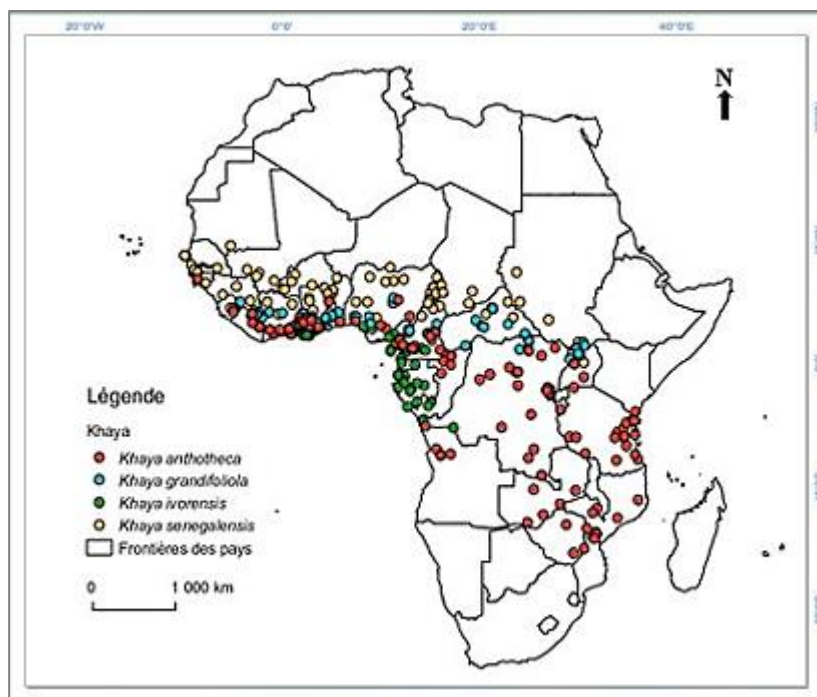 20°0'W 0°0' 20°0'E 40°0'E
N
Légende
Khaya
Khaya anthotheca
Khaya grandifoliola
Khaya ivorensis
Khaya senegalensis
Frontières des pays
0 1 000 km